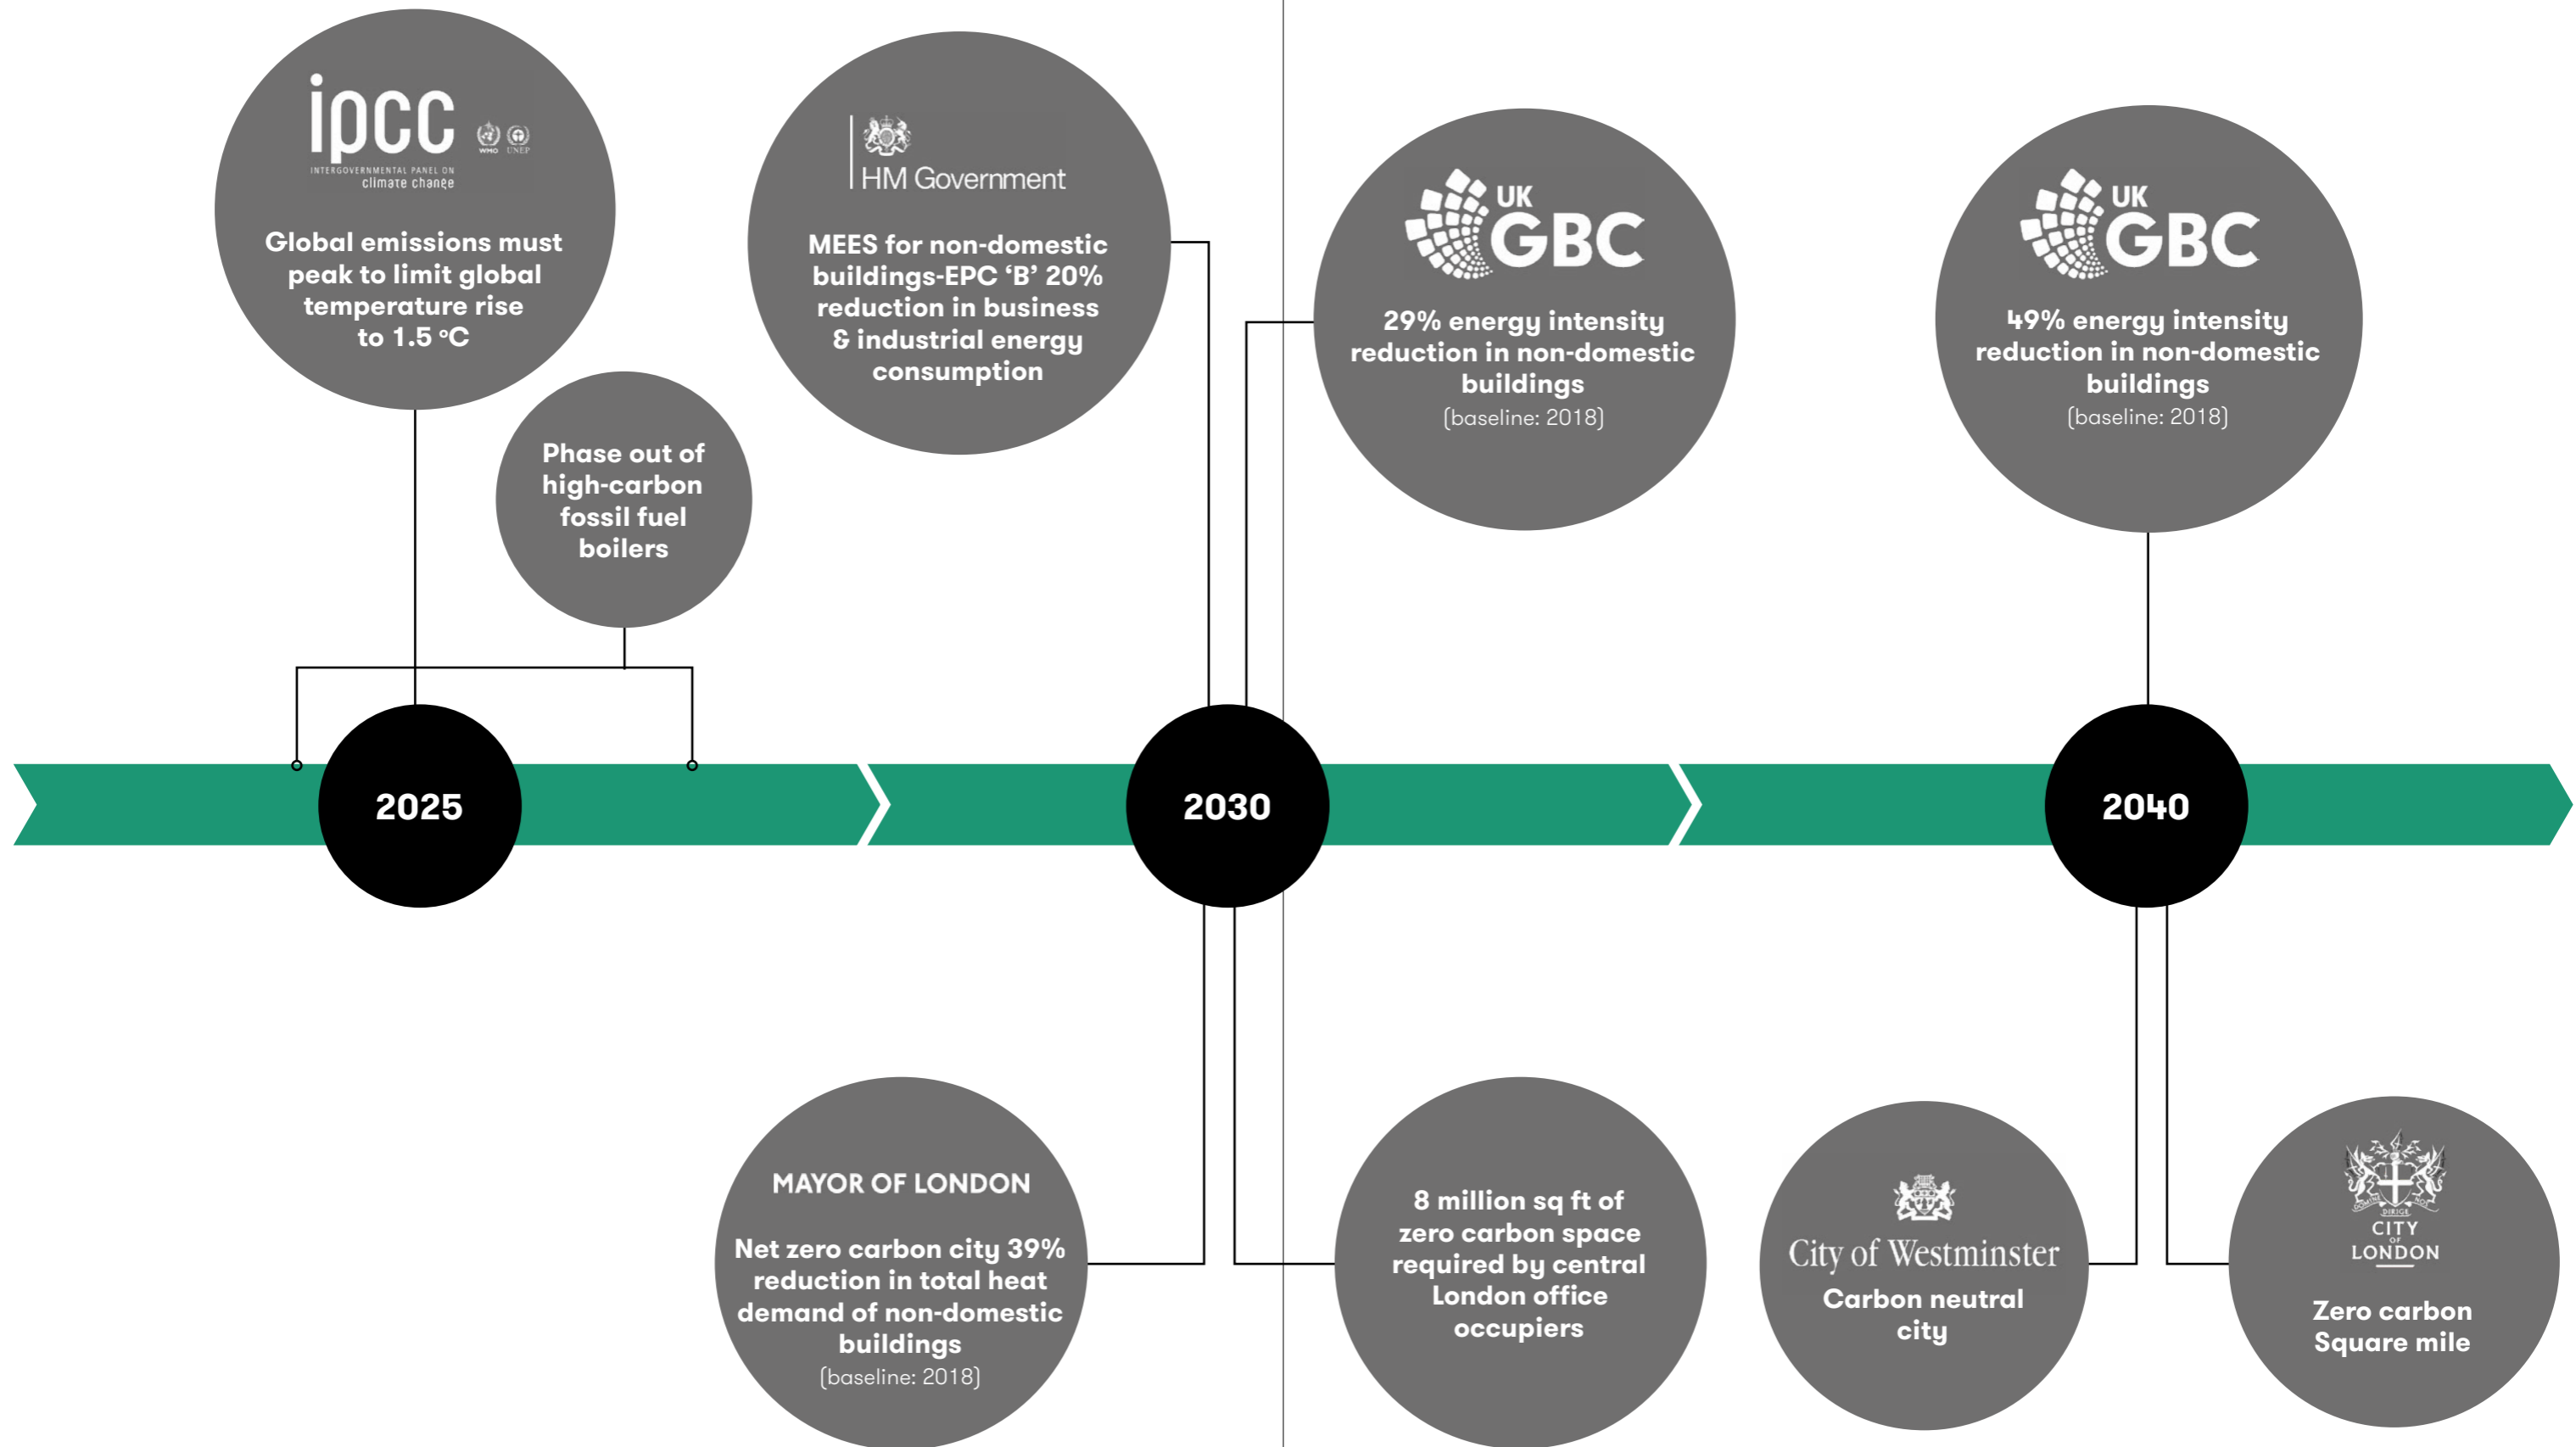 ipcc
WMO UNEP
INTERGOVERNMENTAL PANEL ON
climate change
Global emissions must
peak to limit global
temperature rise
to 1.5 °C
Phase out of
high-carbon
fossil fuel
boilers
HM Government
MEES for non-domestic
buildings-EPC ‘B’ 20%
reduction in business
& industrial energy
consumption
UK
GBC
29% energy intensity
reduction in non-domestic
buildings
(baseline: 2018)
UK
GBC
49% energy intensity
reduction in non-domestic
buildings
(baseline: 2018)
2025
2030
2040
MAYOR OF LONDON
Net zero carbon city 39%
reduction in total heat
demand of non-domestic
buildings
(baseline: 2018)
8 million sq ft of
zero carbon space
required by central
London office
occupiers
City of Westminster
Carbon neutral
city
DOMINE DIRIGE NOS
CITY
OF
LONDON
Zero carbon
Square mile